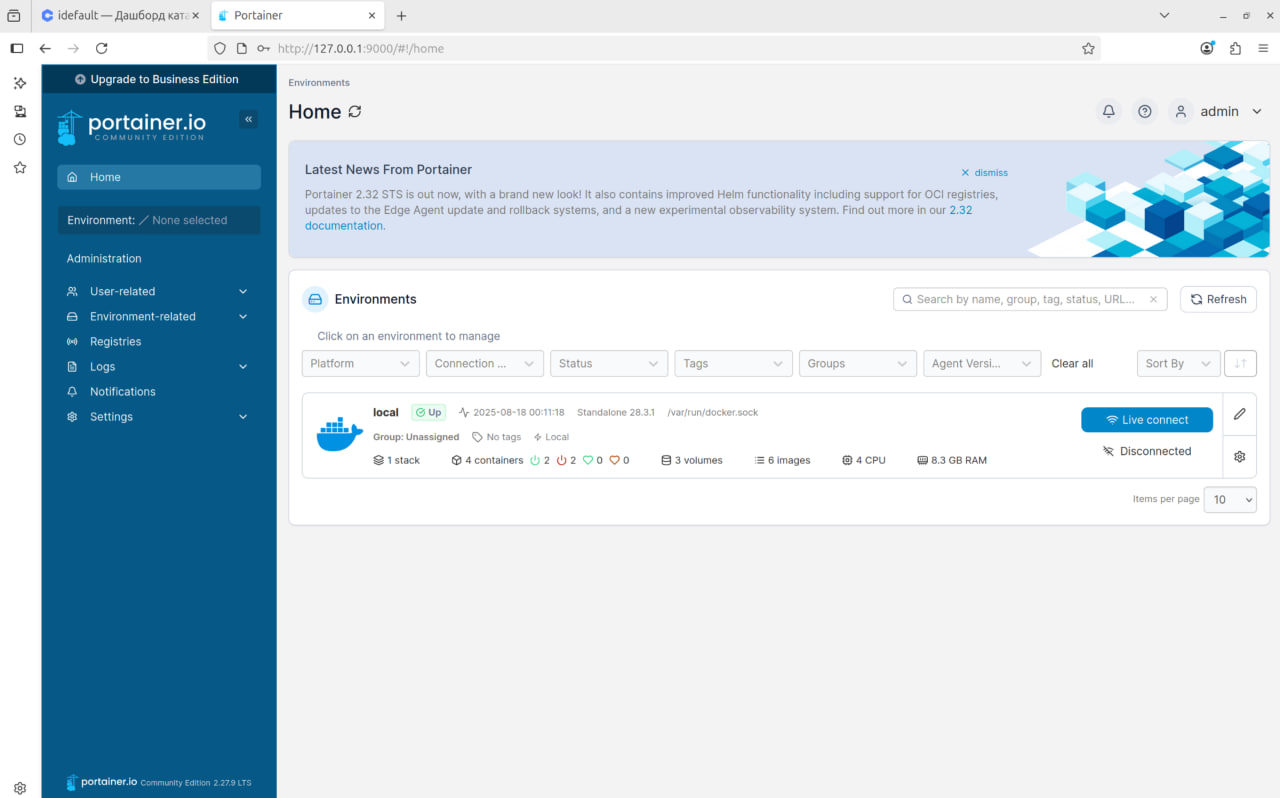 idefault — Дашборд ката
Portainer
http://127.0.0.1:9000/#!/home
Upgrade to Business Edition
portainer.io
COMMUNITY EDITION
Home
Environment: None selected
Administration
User-related
Environment-related
Registries
Logs
Notifications
Settings
portainer.io Community Edition 2.27.9 LTS
Environments
Home
admin
Latest News From Portainer
dismiss
Portainer 2.32 STS is out now, with a brand new look! It also contains improved Helm functionality including support for OCI registries,
updates to the Edge Agent update and rollback systems, and a new experimental observability system. Find out more in our 2.32
documentation.
Environments
Search by name, group, tag, status, URL...
Refresh
Click on an environment to manage
Platform
Connection ...
Status
Tags
Groups
Agent Versi...
Clear all
Sort By
local Up 2025-08-18 00:11:18 Standalone 28.3.1 /var/run/docker.sock
Group: Unassigned No tags Local
1 stack 4 containers 2 2 0 0 3 volumes 6 images 4 CPU 8.3 GB RAM
Live connect
Disconnected
Items per page 10